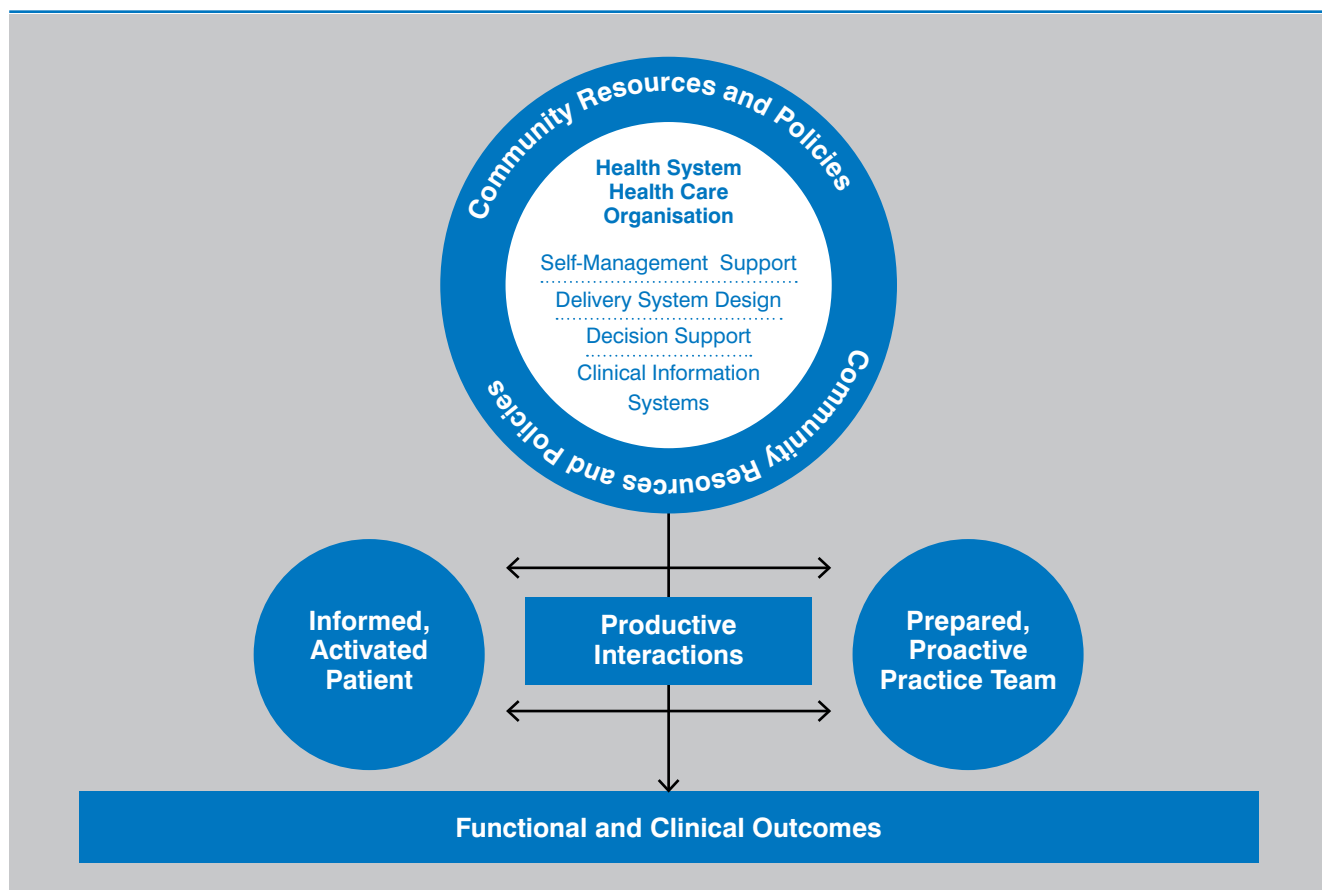 Community Resources and Policies
Health System
Health Care
Organisation
Self-Management Support
Delivery System Design
Decision Support
Clinical Information
Systems
Community Resources and Policies
Informed,
Activated
Patient
Productive
Interactions
Prepared,
Proactive
Practice Team
Functional and Clinical Outcomes